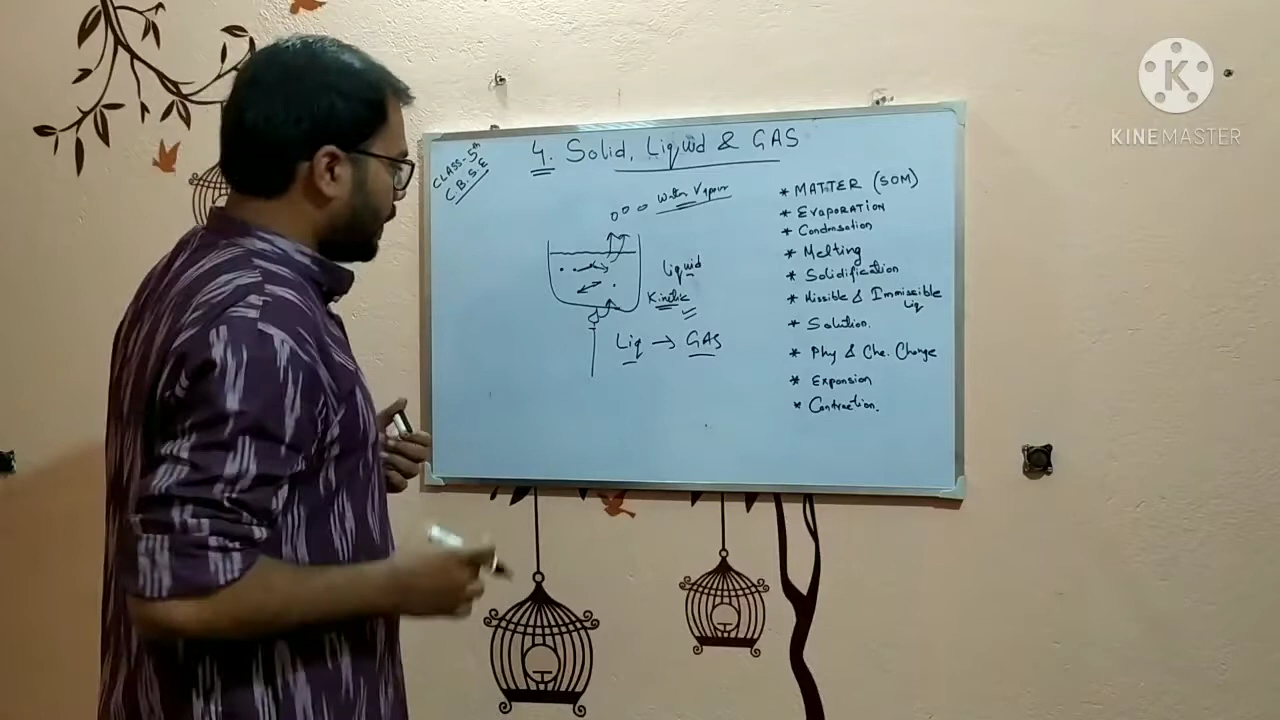 CLASS-5th
C.B.S.E
4. Solid, Liquid & GAS
Water Vapour
Liquid
Kinetic
Liq → GAS
* MATTER (SOM)
* Evaporation
* Condensation
* Melting
* Solidification
* Missible & Immissible
Liq
* Solution.
* Phy & Che. Change
* Expansion
* Contraction.
K
KINEMASTER